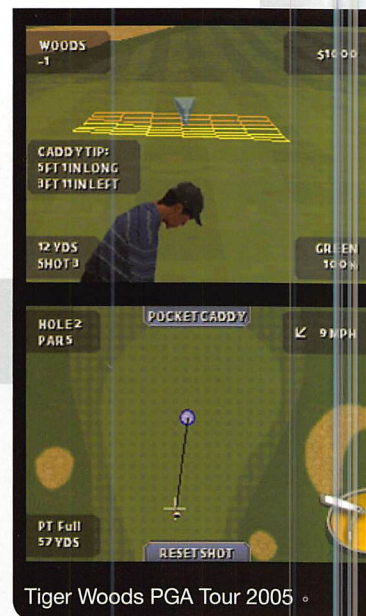 WOODS
-1
$1000
CADDY TIP:
5FT 1IN LONG
3FT 11IN LEFT
12 YDS
SHOT 3
GREEN
100%
POCKET CADDY
HOLE 2
PAR 5
9 MPH
PT Full
57 YDS
RESET SHOT
Tiger Woods PGA Tour 2005。